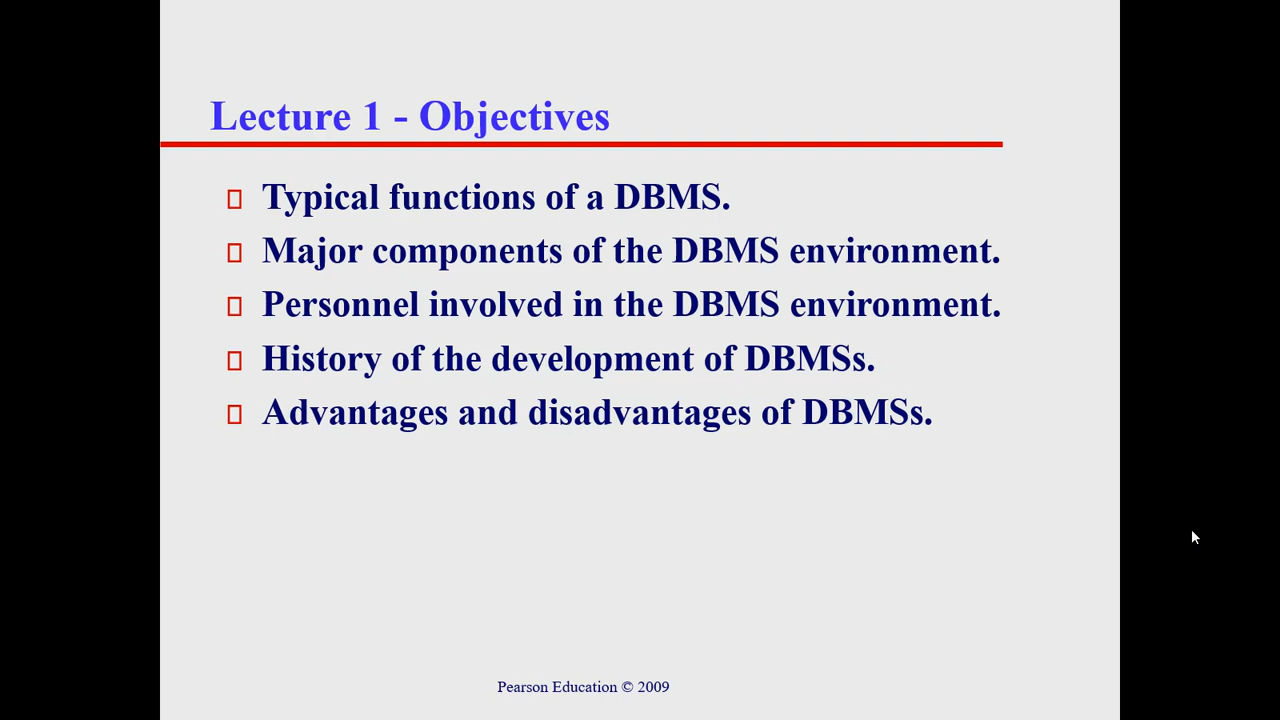 Lecture 1 - Objectives
Typical functions of a DBMS.
Major components of the DBMS environment.
Personnel involved in the DBMS environment.
History of the development of DBMSs.
Advantages and disadvantages of DBMSs.
Pearson Education © 2009